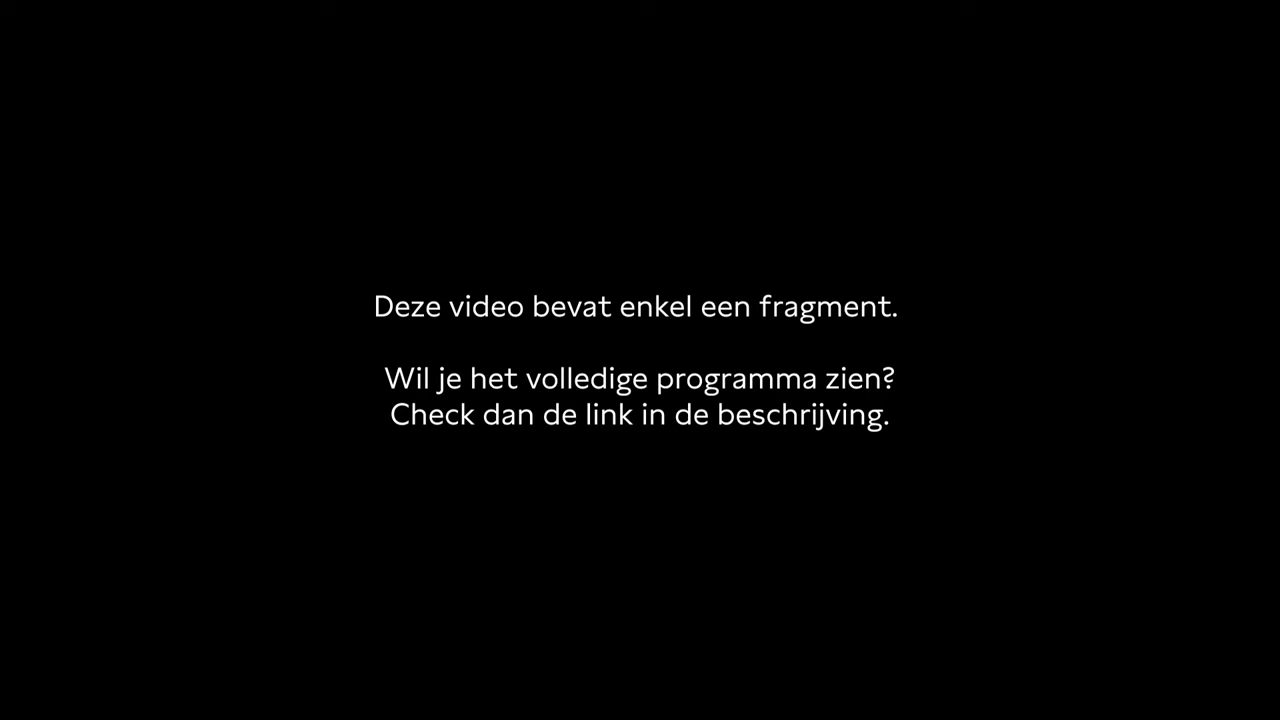 Deze video bevat enkel een fragment.
Wil je het volledige programma zien?
Check dan de link in de beschrijving.